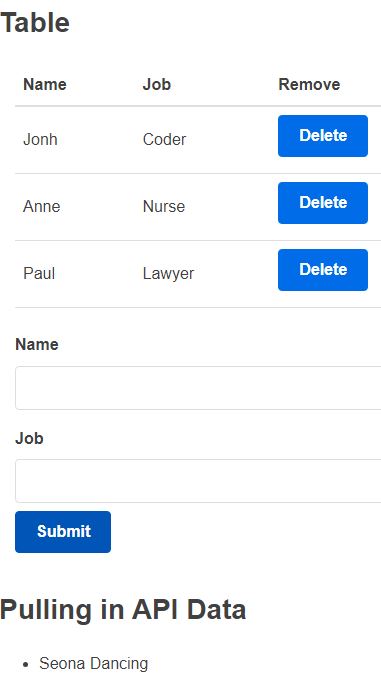 Table
Name Job Remove
Jonh Coder Delete
Anne Nurse Delete
Paul Lawyer Delete
Name
Job
Submit
Pulling in API Data
• Seona Dancing